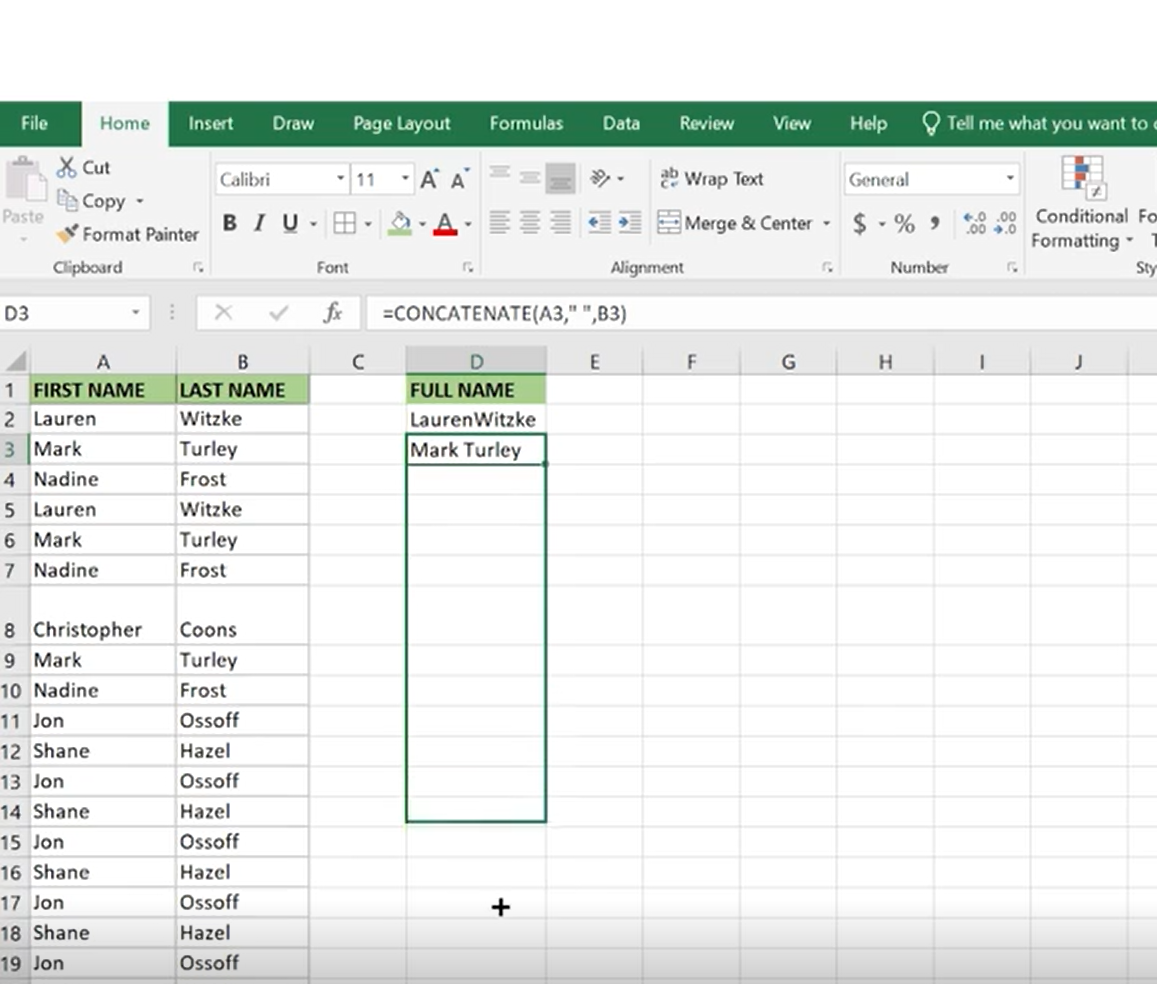 File Home Insert Draw Page Layout Formulas Data Review View Help Tell me what you want to
Cut
Copy
Format Painter
Paste
Clipboard
Calibri 11 A A
B I U A
Font
ab Wrap Text
Merge & Center
Alignment
General
$ % , .00 .00
Number
Conditional
Formatting
D3 fx =CONCATENATE(A3," ",B3)
A B C D E F G H I J
1 FIRST NAME LAST NAME FULL NAME
2 Lauren Witzke LaurenWitzke
3 Mark Turley Mark Turley
4 Nadine Frost
5 Lauren Witzke
6 Mark Turley
7 Nadine Frost
8 Christopher Coons
9 Mark Turley
10 Nadine Frost
11 Jon Ossoff
12 Shane Hazel
13 Jon Ossoff
14 Shane Hazel
15 Jon Ossoff
16 Shane Hazel
17 Jon Ossoff
18 Shane Hazel
19 Jon Ossoff